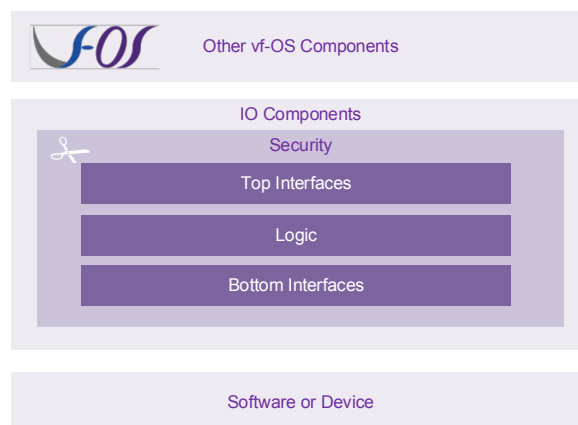 vf-OS
Other vf-OS Components
IO Components
Security
Top Interfaces
Logic
Bottom Interfaces
Software or Device